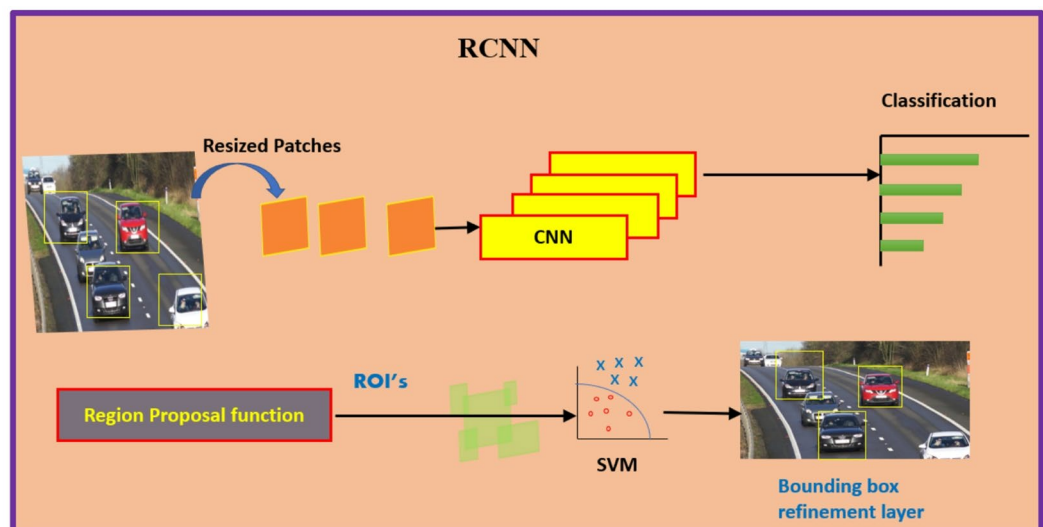 RCNN
Classification
Resized Patches
CNN
ROI's
Region Proposal function
X X X
X X X
SVM
Bounding box
refinement layer